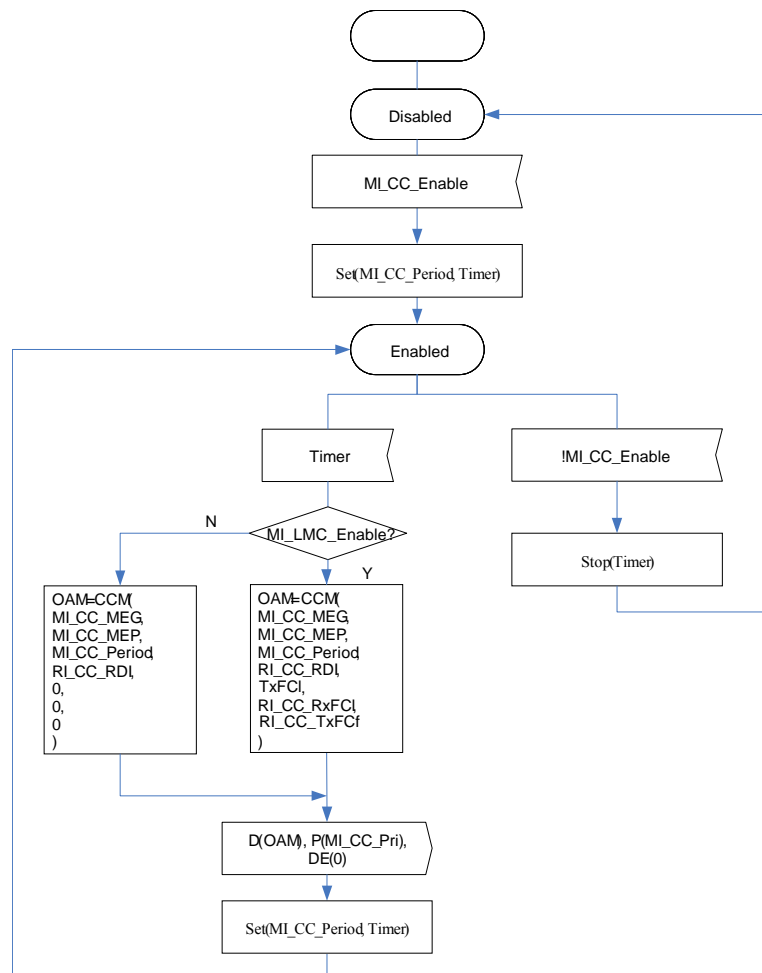 Disabled
MI_CC_Enable
Set(MI_CC_Period, Timer)
Enabled
Timer
!MI_CC_Enable
N
MI_LMC_Enable?
Stop(Timer)
Y
OAM=CCM(
MI_CC_MEG,
MI_CC_MEP,
MI_CC_Period,
RI_CC_RDI,
0,
0,
0
)
OAM=CCM(
MI_CC_MEG,
MI_CC_MEP,
MI_CC_Period,
RI_CC_RDI,
TxFCl,
RI_CC_RxFCl,
RI_CC_TxFCf
)
D(OAM), P(MI_CC_Pri),
DE(0)
Set(MI_CC_Period, Timer)